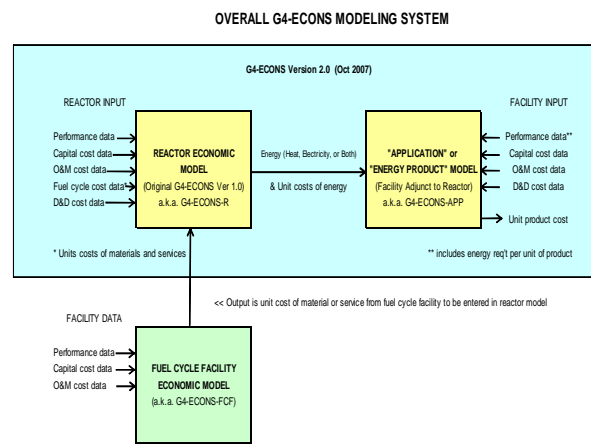 OVERALL G4-ECONS MODELING SYSTEM
G4-ECONS Version 2.0 (Oct 2007)
REACTOR INPUT
Performance data
Capital cost data
O&M cost data
Fuel cycle cost data*
D&D cost data
REACTOR ECONOMIC
MODEL
(Original G4-ECONS Ver 1.0)
a.k.a. G4-ECONS-R
Energy (Heat, Electricity, or Both)
& Unit costs of energy
"APPLICATION" or
"ENERGY PRODUCT" MODEL
(Facility Adjunct to Reactor)
a.k.a. G4-ECONS-APP
FACILITY INPUT
Performance data**
Capital cost data
O&M cost data
D&D cost data
Unit product cost
* Units costs of materials and services
** includes energy req't per unit of product
<< Output is unit cost of material or service from fuel cycle facility to be entered in reactor model
FACILITY DATA
Performance data
Capital cost data
O&M cost data
FUEL CYCLE FACILITY
ECONOMIC MODEL
(a.k.a. G4-ECONS-FCF)